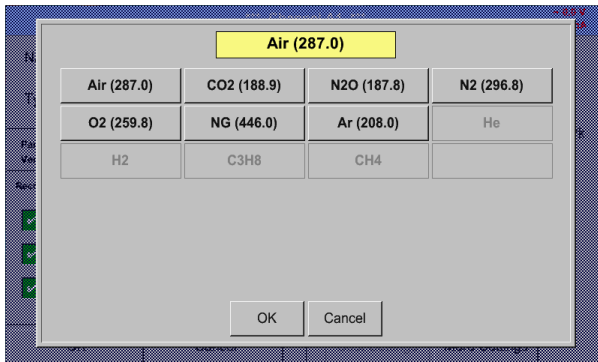 Air (287.0)
Air (287.0) CO2 (188.9) N2O (187.8) N2 (296.8)
O2 (259.8) NG (446.0) Ar (208.0) He
H2 C3H8 CH4
OK Cancel